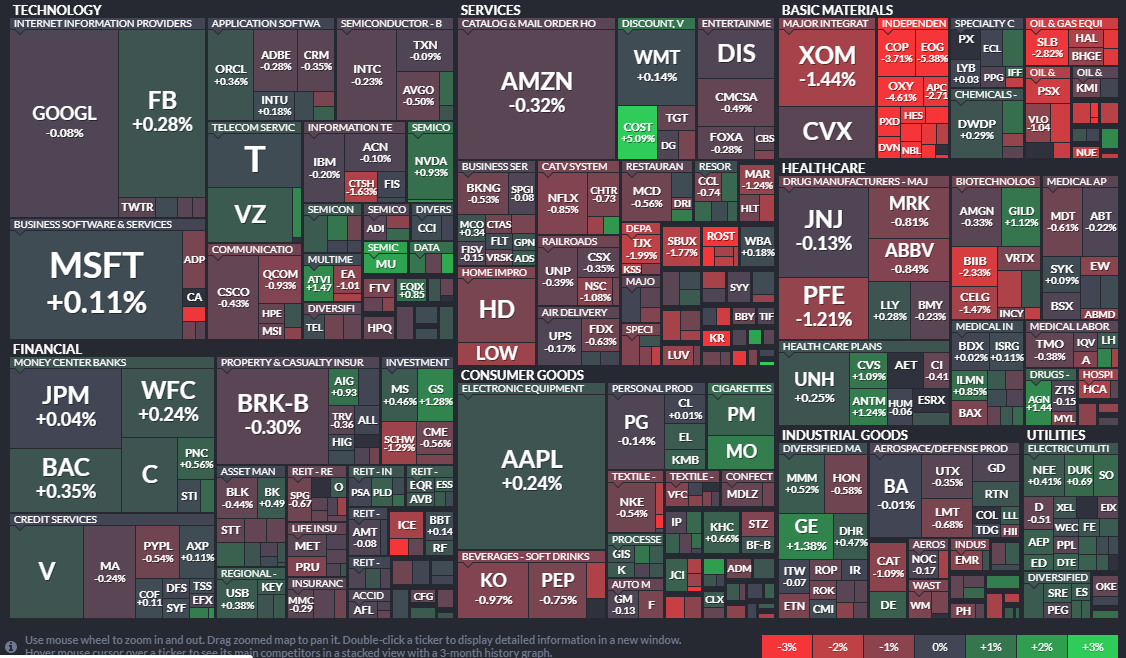 TECHNOLOGY
INTERNET INFORMATION PROVIDERS
GOOGL
-0.08%
FB
+0.28%
TWTR
APPLICATION SOFTWA
ORCL
+0.36%
ADBE
-0.28%
CRM
-0.35%
INTU
+0.18%
SEMICONDUCTOR - B
INTC
-0.23%
TXN
-0.09%
AVGO
-0.50%
TELECOM SERVIC
T
VZ
INFORMATION TE
IBM
-0.20%
ACN
-0.10%
CTSH
-1.63%
FIS
SEMICO
NVDA
+0.93%
BUSINESS SOFTWARE & SERVICES
MSFT
+0.11%
ADP
CA
COMMUNICATIO
CSCO
-0.43%
QCOM
-0.93%
HPE
MSI
SEMICON
SEMICO
ADI
DIVERS
CCI
MULTIME
ATVI
+1.47
EA
-1.01
SEMIC
MU
DATA
DIVERSIFI
TEL
FTV
EQIX
+0.85
HPQ
SERVICES
CATALOG & MAIL ORDER HO
AMZN
-0.32%
DISCOUNT, V
WMT
+0.14%
COST
+5.09%
TGT
DG
ENTERTAINME
DIS
CMCSA
-0.49%
FOXA
-0.28%
CBS
BUSINESS SER
BKNG
-0.53%
SPGI
-0.08
MCO
+0.34
CTAS
FLT
GPN
FISV
-0.15
VRSK
ADS
CATV SYSTEM
NFLX
-0.85%
CHTR
-0.73
RESTAURAN
MCD
-0.56%
DRI
RESOR
CCL
-0.74
MAR
-1.24%
HLT
HOME IMPRO
HD
LOW
RAILROADS
UNP
-0.39%
CSX
-0.35%
NSC
-1.08%
AIR DELIVERY
UPS
-0.17%
FDX
-0.63%
DEPA
TJX
-1.99%
KSS
SBUX
-1.77%
ROST
WBA
+0.18%
MAJO
SYY
SPECI
LUV
KR
BBY
TIF
BASIC MATERIALS
MAJOR INTEGRAT
XOM
-1.44%
CVX
INDEPENDEN
COP
-3.71%
EOG
-5.38%
OXY
-4.61%
APC
-2.71
PXD
HES
DVN
NBL
SPECIALTY C
PX
ECL
LYB
+0.03
PPG
IFF
CHEMICALS -
DWDP
+0.29%
OIL & GAS EQUI
SLB
-2.82%
HAL
BHGE
OIL &
PSX
VLO
-1.04
OIL &
KMI
NUE
HEALTHCARE
DRUG MANUFACTURERS - MAJ
JNJ
-0.13%
MRK
-0.81%
ABBV
-0.84%
PFE
-1.21%
LLY
+0.28%
BMY
-0.23%
BIOTECHNOLOG
AMGN
-0.33%
GILD
+1.12%
BIIB
-2.33%
VRTX
CELG
-1.47%
INCY
MEDICAL AP
MDT
-0.61%
ABT
-0.22%
SYK
+0.09%
EW
BSX
ABMD
HEALTH CARE PLANS
UNH
+0.25%
CVS
+1.09%
AET
CI
-0.41
ANTM
+1.24%
HUM
-0.06
ESRX
MEDICAL IN
BDX
+0.02%
ISRG
+0.11%
ILMN
+0.85%
BAX
MEDICAL LABOR
TMO
-0.38%
IQV
LH
A
DRUGS -
AGN
+1.44
ZTS
-0.15
MYL
HOSPI
HCA
FINANCIAL
MONEY CENTER BANKS
JPM
+0.04%
WFC
+0.24%
BAC
+0.35%
C
PNC
+0.56%
STI
PROPERTY & CASUALTY INSUR
BRK-B
-0.30%
AIG
+0.93
TRV
-0.36
ALL
HIG
INVESTMENT
MS
+0.46%
GS
+1.28%
SCHW
-1.29%
CME
-0.56%
CREDIT SERVICES
V
MA
-0.24%
PYPL
-0.54%
AXP
+0.11%
COF
+0.11
DFS
TSS
SYF
EFX
ASSET MAN
BLK
-0.44%
BK
+0.49
STT
REIT - RE
SPG
-0.67
O
REIT - IN
PSA
PLD
REIT -
EQR
ESS
AVB
LIFE INSU
MET
PRU
REIT -
AMT
-0.08
ICE
BBT
+0.14
RF
REGIONAL -
USB
+0.38%
KEY
INSURANC
MMC
-0.29
REIT -
ACCID
AFL
CFG
CONSUMER GOODS
ELECTRONIC EQUIPMENT
AAPL
+0.24%
PERSONAL PROD
PG
-0.14%
CL
+0.01%
EL
KMB
CIGARETTES
PM
MO
TEXTILE -
NKE
-0.54%
TEXTILE -
VFC
CONFECT
MDLZ
BEVERAGES - SOFT DRINKS
KO
-0.97%
PEP
-0.75%
PROCESSE
GIS
K
IP
KHC
+0.66%
STZ
BF-B
AUTO M
GM
-0.13
F
JCI
ADM
CLX
INDUSTRIAL GOODS
DIVERSIFIED MA
MMM
+0.52%
HON
-0.58%
GE
+1.38%
DHR
+0.47%
ITW
-0.07
ROP
IR
ROK
ETN
CMI
AEROSPACE/DEFENSE PROD
BA
-0.01%
UTX
-0.35%
GD
RTN
LMT
-0.68%
COL
LLL
TDG
HII
CAT
-1.09%
DE
AEROS
NOC
-0.17
INDUS
EMR
WAST
WM
PH
UTILITIES
ELECTRIC UTILITI
NEE
+0.41%
DUK
+0.69
SO
D
-0.51
XEL
EIX
WEC
FE
AEP
PPL
ED
DTE
DIVERSIFIED
SRE
ES
OKE
PEG
Use mouse wheel to zoom in and out. Drag zoomed map to pan it. Double-click a ticker to display detailed information in a new window.
Hover mouse cursor over a ticker to see its main competitors in a stacked view with a 3-month history graph.
-3%
-2%
-1%
0%
+1%
+2%
+3%